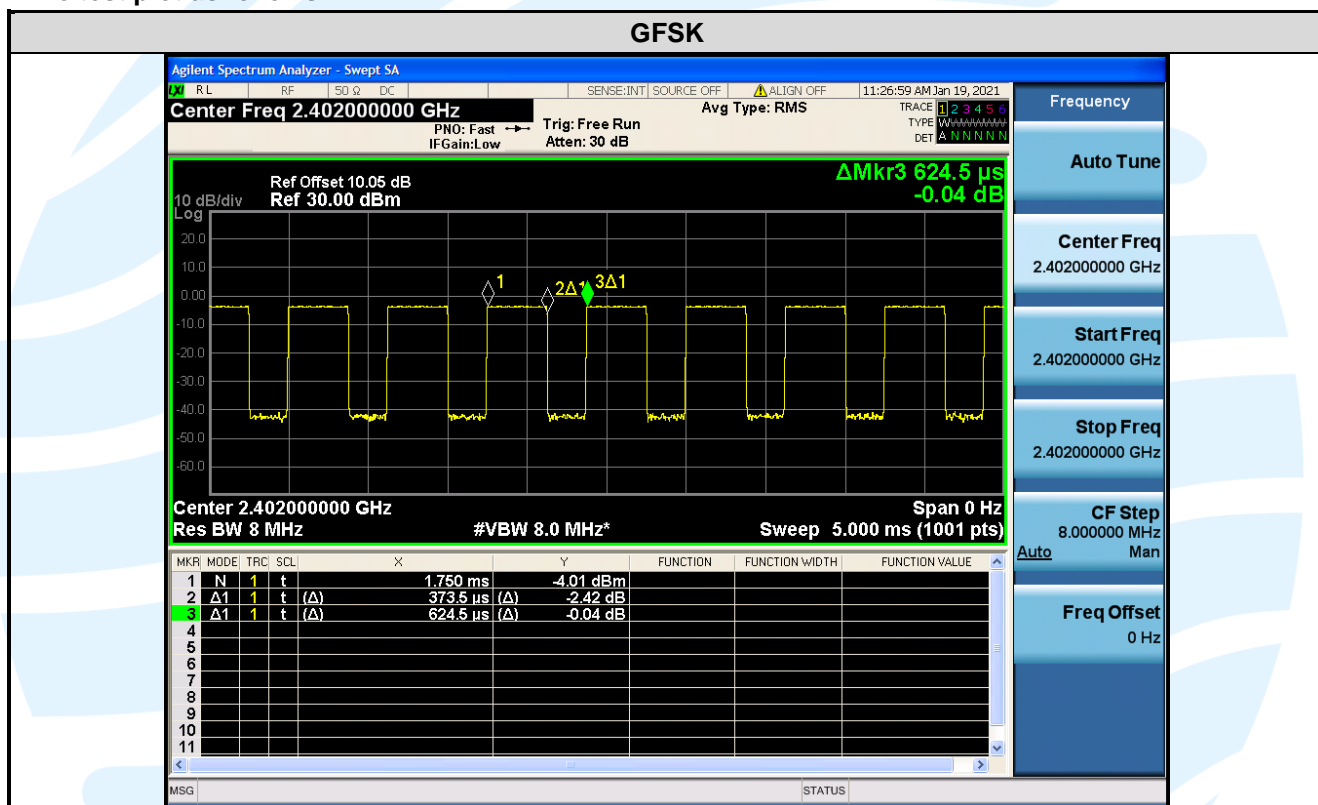 GFSK
Agilent Spectrum Analyzer - Swept SA
LXI RL RF 50 Ω DC SENSE:INT SOURCE OFF ALIGN OFF 11:26:59 AM Jan 19, 2021
Center Freq 2.402000000 GHz
PNO: Fast
IFGain:Low
Trig: Free Run
Atten: 30 dB
Avg Type: RMS
TRACE 1 2 3 4 5 6
TYPE
DET A N N N N N
ΔMkr3 624.5 µs
-0.04 dB
Ref Offset 10.05 dB
10 dB/div Ref 30.00 dBm
Log
20.0
10.0
0.00
-10.0
-20.0
-30.0
-40.0
-50.0
-60.0
1
2Δ1
3Δ1
Center 2.402000000 GHz Span 0 Hz
Res BW 8 MHz #VBW 8.0 MHz* Sweep 5.000 ms (1001 pts)
MKR MODE TRC SCL X Y FUNCTION FUNCTION WIDTH FUNCTION VALUE
1 N 1 t 1.750 ms -4.01 dBm
2 Δ1 1 t (Δ) 373.5 µs (Δ) -2.42 dB
3 Δ1 1 t (Δ) 624.5 µs (Δ) -0.04 dB
4
5
6
7
8
9
10
11
MSG STATUS
Frequency
Auto Tune
Center Freq
2.402000000 GHz
Start Freq
2.402000000 GHz
Stop Freq
2.402000000 GHz
CF Step
8.000000 MHz
Auto Man
Freq Offset
0 Hz